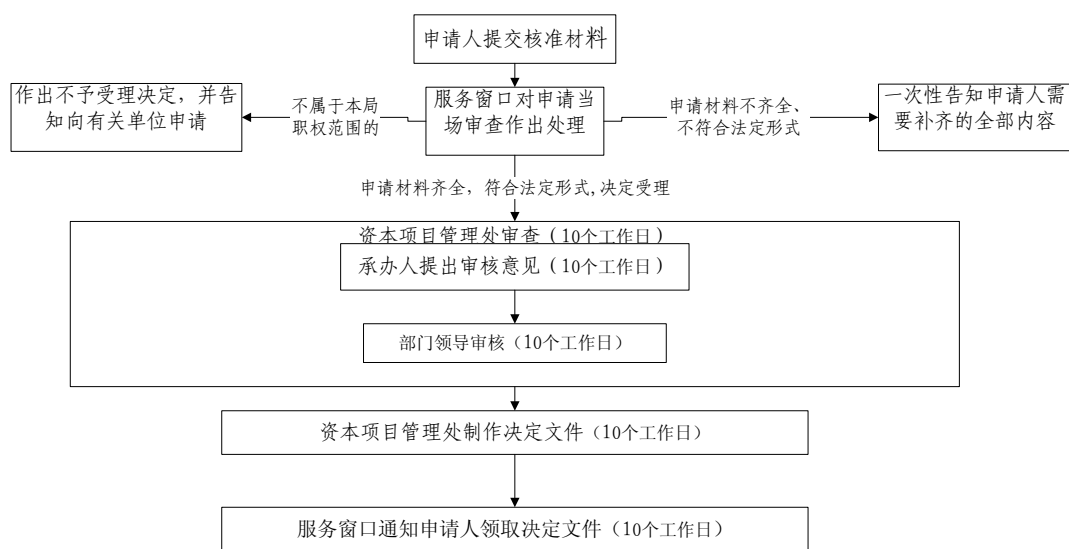 申请人提交核准材料
作出不予受理决定，并告
知向有关单位申请
不属于本局
职权范围的
服务窗口对申请当
场审查作出处理
申请材料不齐全、
不符合法定形式
一次性告知申请人需
要补齐的全部内容
申请材料齐全，符合法定形式,决定受理
资本项目管理处审查（10个工作日）
承办人提出审核意见（10个工作日）
部门领导审核（10个工作日）
资本项目管理处制作决定文件（10个工作日）
服务窗口通知申请人领取决定文件（10个工作日）